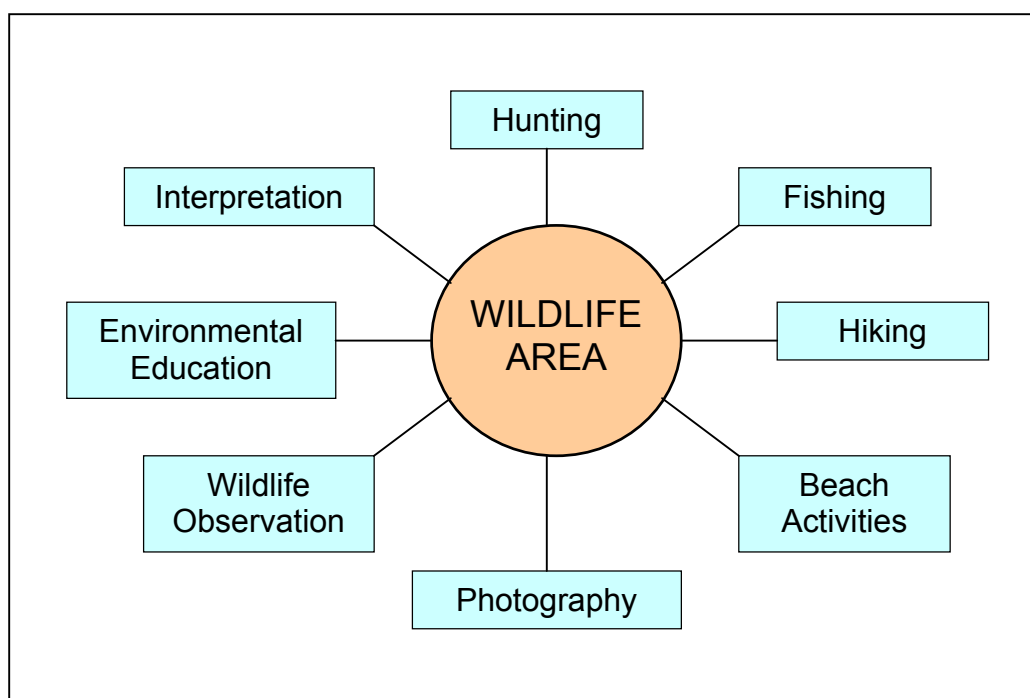 Hunting
Interpretation
Fishing
WILDLIFE
AREA
Environmental
Education
Hiking
Wildlife
Observation
Beach
Activities
Photography